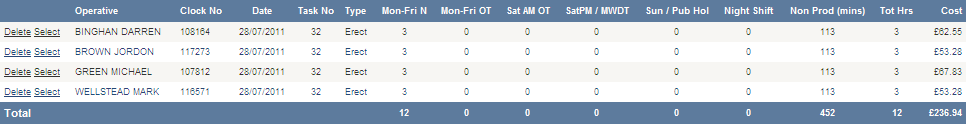 Operative Clock No Date Task No Type Mon-Fri N Mon-Fri OT Sat AM OT SatPM / MWDT Sun / Pub Hol Night Shift Non Prod (mins) Tot Hrs Cost
Delete Select BINGHAN DARREN 108164 28/07/2011 32 Erect 3 0 0 0 0 0 113 3 £62.55
Delete Select BROWN JORDON 117273 28/07/2011 32 Erect 3 0 0 0 0 0 113 3 £53.28
Delete Select GREEN MICHAEL 107812 28/07/2011 32 Erect 3 0 0 0 0 0 113 3 £67.83
Delete Select WELLSTEAD MARK 116571 28/07/2011 32 Erect 3 0 0 0 0 0 113 3 £53.28
Total 12 0 0 0 0 0 452 12 £236.94